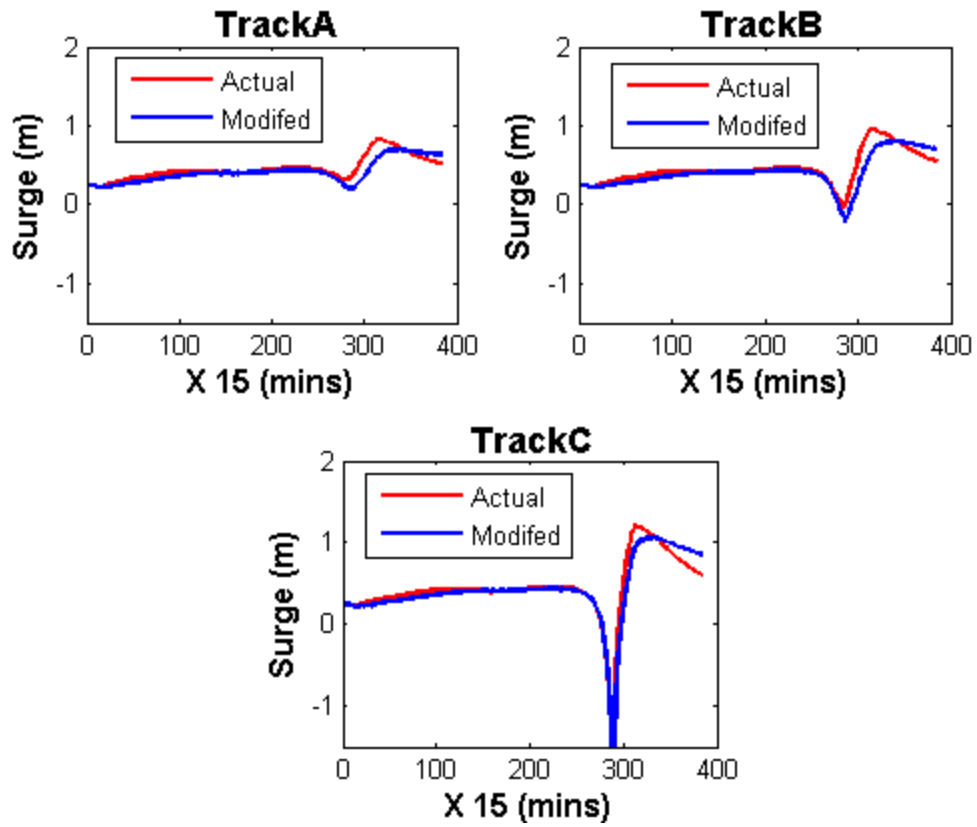 TrackA
2
1
0
-1
Surge (m)
Actual
Modifed
0 100 200 300 400
X 15 (mins)
TrackB
2
1
0
-1
Surge (m)
Actual
Modifed
0 100 200 300 400
X 15 (mins)
TrackC
2
1
0
-1
Surge (m)
Actual
Modifed
0 100 200 300 400
X 15 (mins)